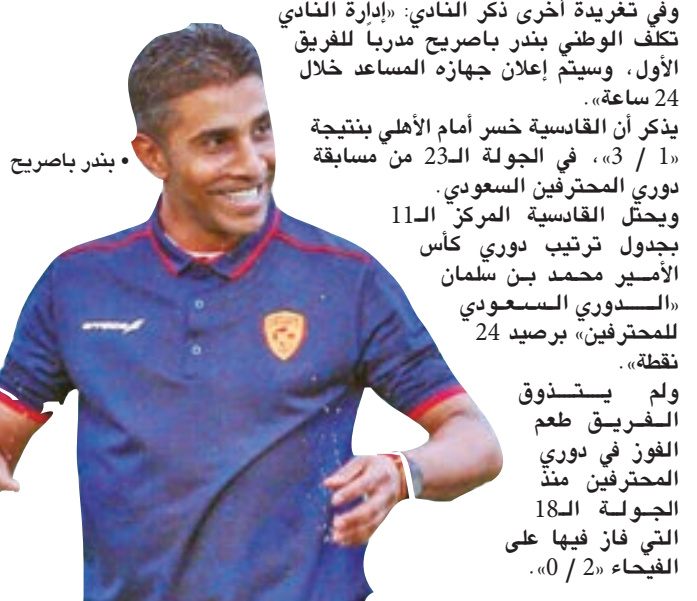 وفي تغريدة أخرى ذكر النادي: «إدارة النادي
تكلف الوطني بندر باصريح مدرباً للفريق
الأول، وسيتم إعلان جهازه المساعد خلال
24 ساعة».
يذكر أن القادسية خسر أمام الأهلي بنتيجة
«1 / 3»، في الجولة الـ23 من مسابقة
دوري المحترفين السعودي.
ويحتل القادسية المركز الـ11
بجدول ترتيب دوري كأس
الأمير محمد بن سلمان
«الدوري السعودي
للمحترفين» برصيد 24
نقطة».
ولم يتذوق
الفريق طعم
الفوز في دوري
المحترفين منذ
الجولة الـ18
التي فاز فيها على
الفيحاء «2 / 0».
• بندر باصريح